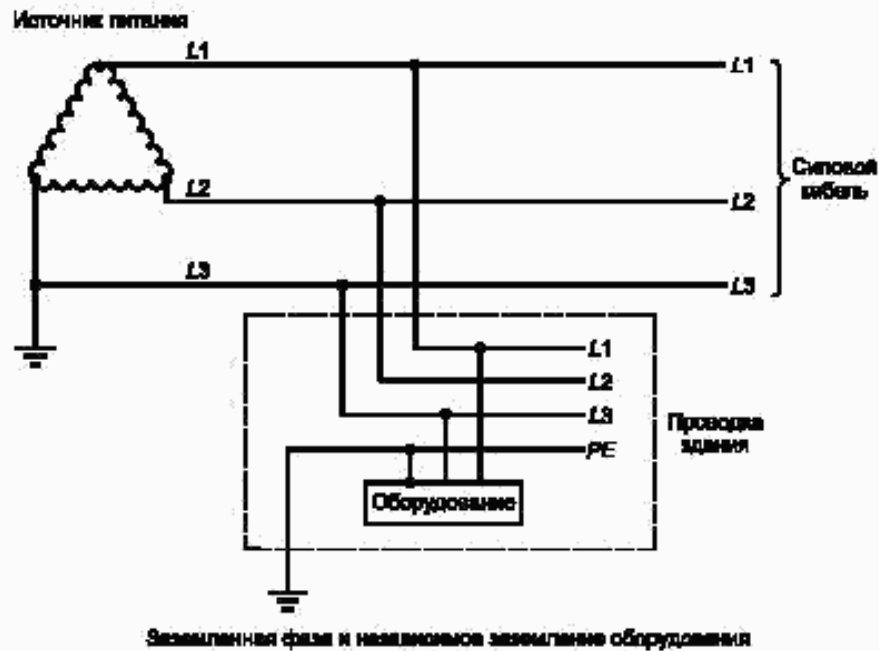 Источник питания
L1
L1
L2
L2
Силовой
кабель
L3
L3
L1
L2
L3
PE
Проводка
здания
Оборудование
Заземленная фаза и независимое заземление оборудования